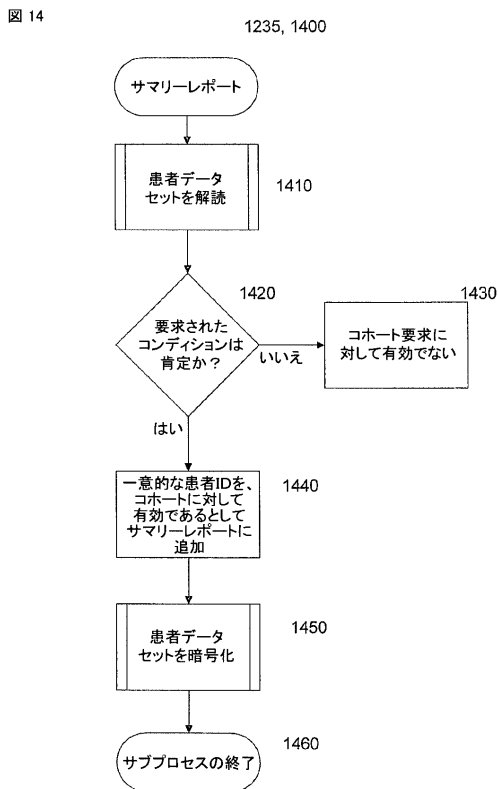 図 14
1235, 1400
サマリーレポート
患者データ
セットを解読
1410
1420
要求された
コンディションは
肯定か？
いいえ
1430
コホート要求に
対して有効でない
はい
一意的な患者IDを、
コホートに対して
有効であるとして
サマリーレポートに
追加
1440
患者データ
セットを暗号化
1450
サブプロセスの終了
1460